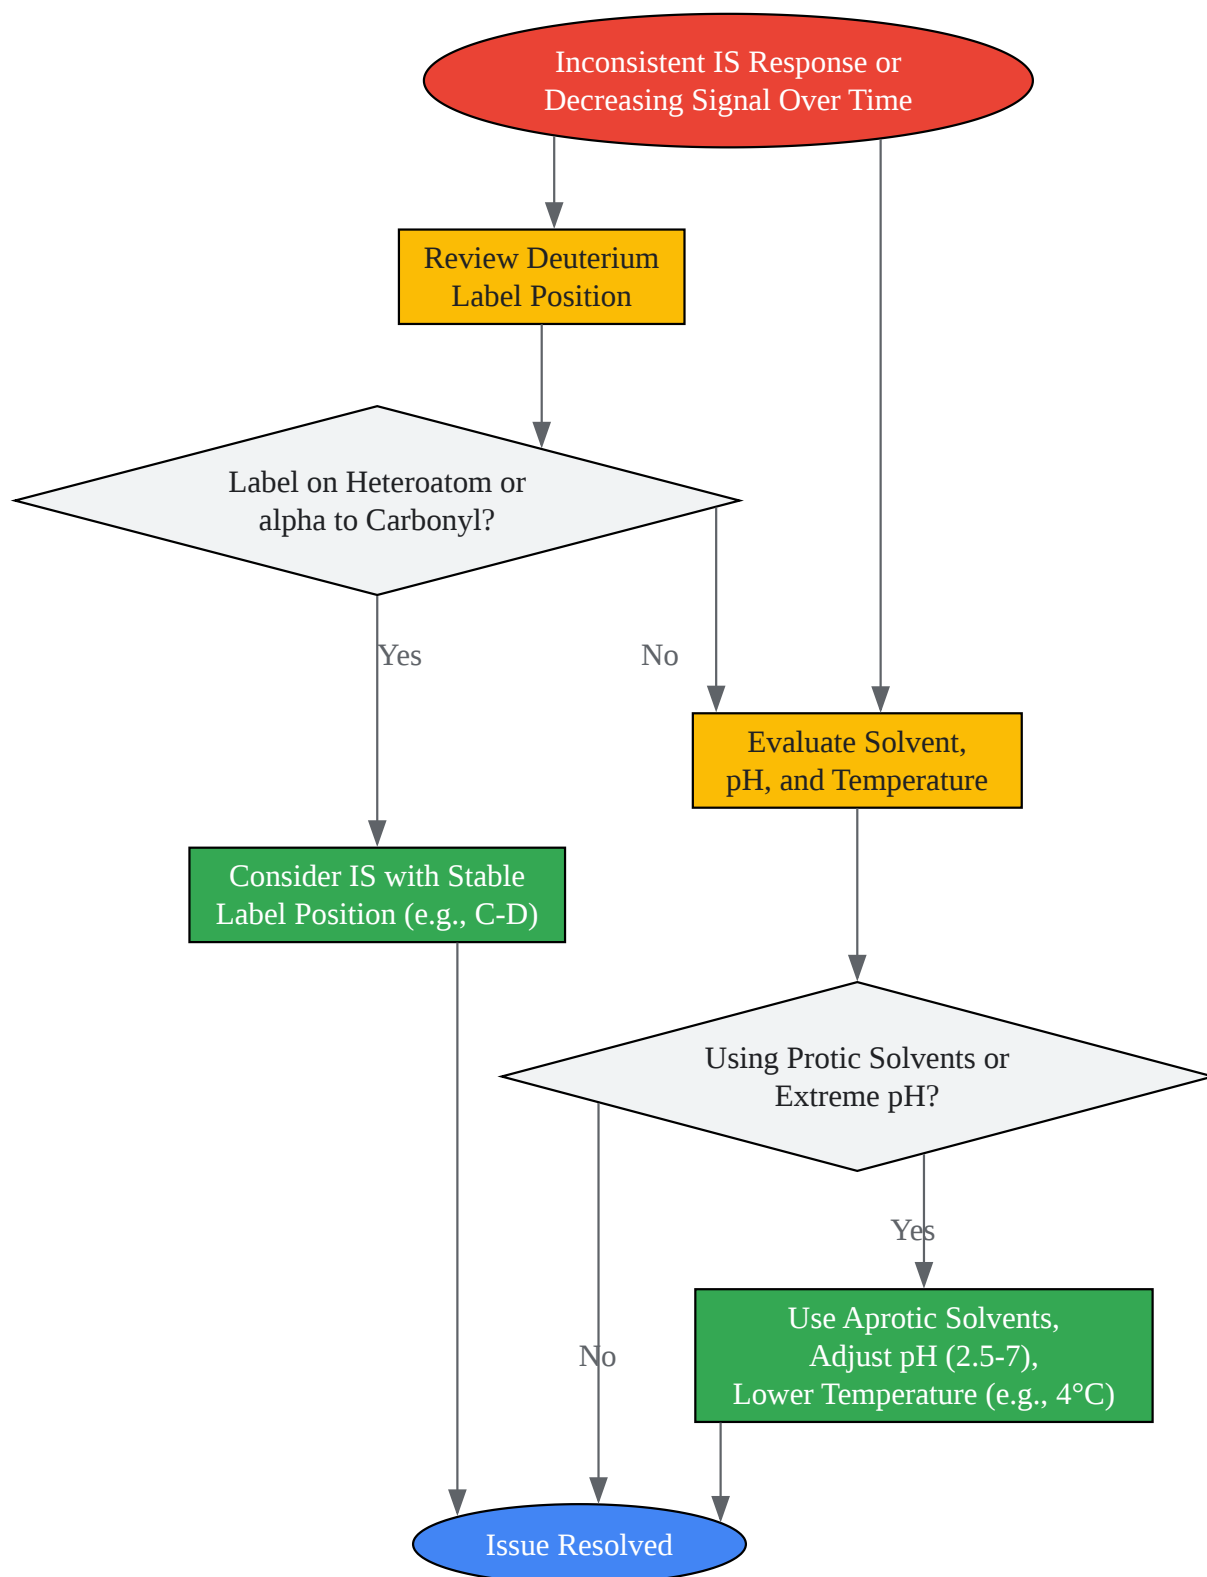 Inconsistent IS Response or
Decreasing Signal Over Time
Review Deuterium
Label Position
Label on Heteroatom or
alpha to Carbonyl?
Yes
No
Evaluate Solvent,
pH, and Temperature
Consider IS with Stable
Label Position (e.g., C-D)
Using Protic Solvents or
Extreme pH?
Yes
No
Use Aprotic Solvents,
Adjust pH (2.5-7),
Lower Temperature (e.g., 4°C)
Issue Resolved